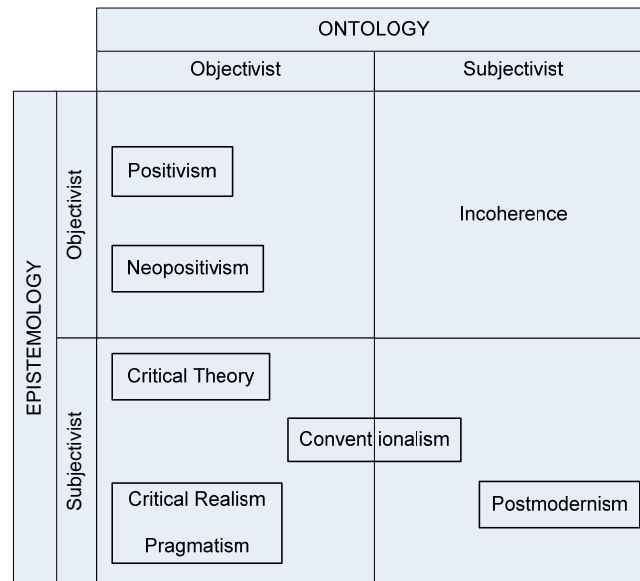 ONTOLOGY
Objectivist
Subjectivist
EPISTEMOLOGY
Objectivist
Positivism
Neopositivism
Incoherence
Subjectivist
Critical Theory
Conventionalism
Critical Realism
Pragmatism
Postmodernism